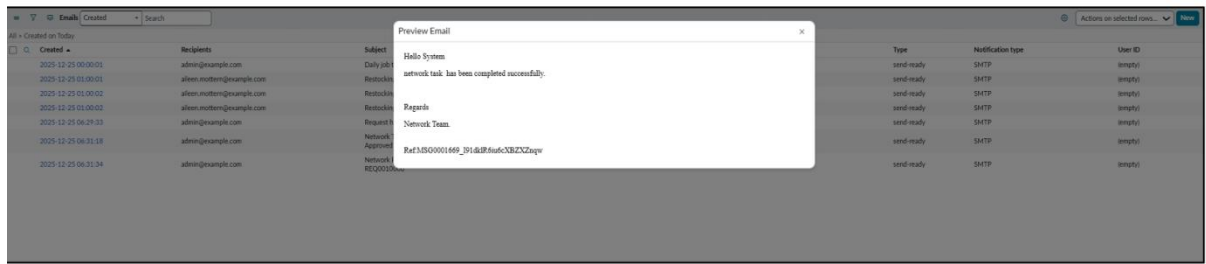 Emails Created Search Actions on selected rows... New
All > Created on Today
Created Recipients Subject Type Notification type User ID
2025-12-25 00:00:01 admin@example.com Daily job send-ready SMTP (empty)
2025-12-25 01:00:01 aileen.mottern@example.com Restockin send-ready SMTP (empty)
2025-12-25 01:00:02 aileen.mottern@example.com Restockin send-ready SMTP (empty)
2025-12-25 01:00:02 aileen.mottern@example.com Restockin send-ready SMTP (empty)
2025-12-25 06:29:33 admin@example.com Request h send-ready SMTP (empty)
2025-12-25 06:31:18 admin@example.com Network Approved send-ready SMTP (empty)
2025-12-25 06:31:34 admin@example.com Network send-ready SMTP (empty)
Preview Email
Hello System
network task has been completed successfully.
Regards
Network Team.